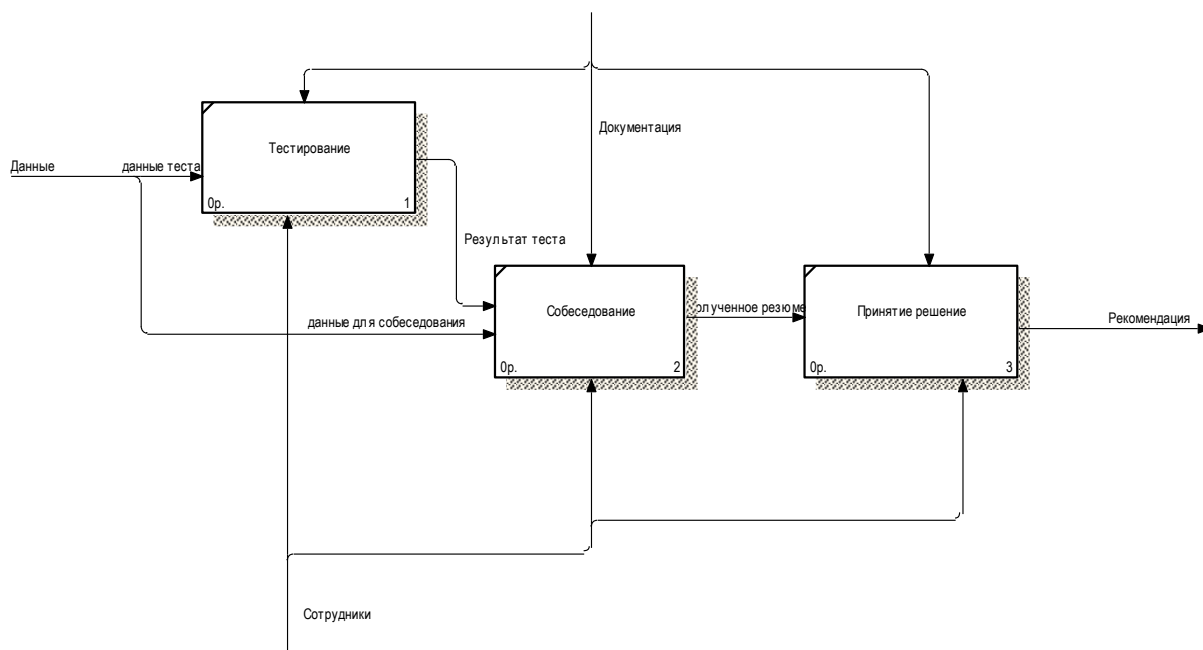 Документация
Тестирование
Данные
данные теста
0р.
1
Результат теста
Собеседование
олученное резюме
Принятие решение
данные для собеседования
Рекомендация
0р.
2
0р.
3
Сотрудники